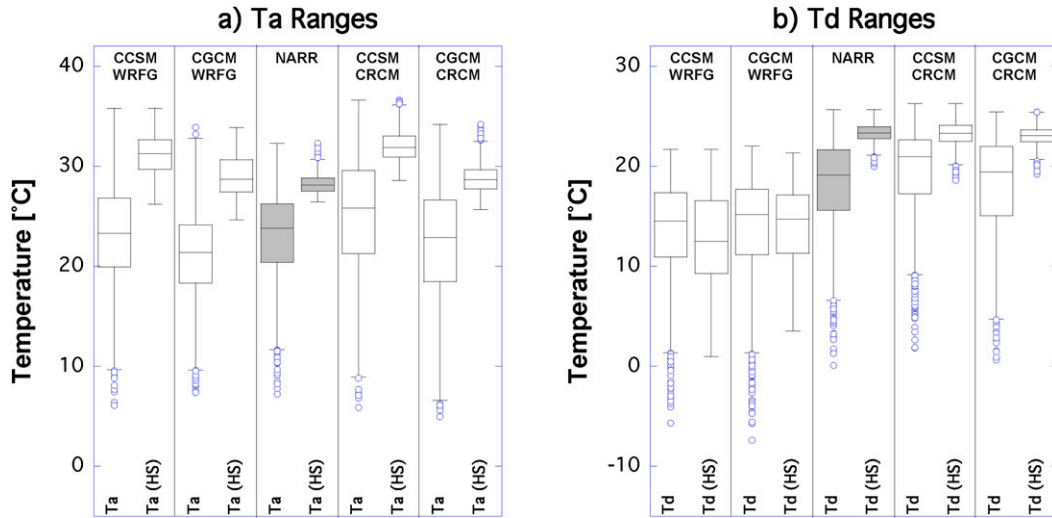 a) Ta Ranges
b) Td Ranges
Temperature [°C]
40
30
20
10
0
CCSM
WRFG
CGCM
WRFG
NARR
CCSM
CRCM
CGCM
CRCM
Ta
Ta (HS)
Ta
Ta (HS)
Ta
Ta (HS)
Ta
Ta (HS)
Ta
Ta (HS)
Temperature [°C]
30
20
10
0
-10
CCSM
WRFG
CGCM
WRFG
NARR
CCSM
CRCM
CGCM
CRCM
Td
Td (HS)
Td
Td (HS)
Td
Td (HS)
Td
Td (HS)
Td
Td (HS)